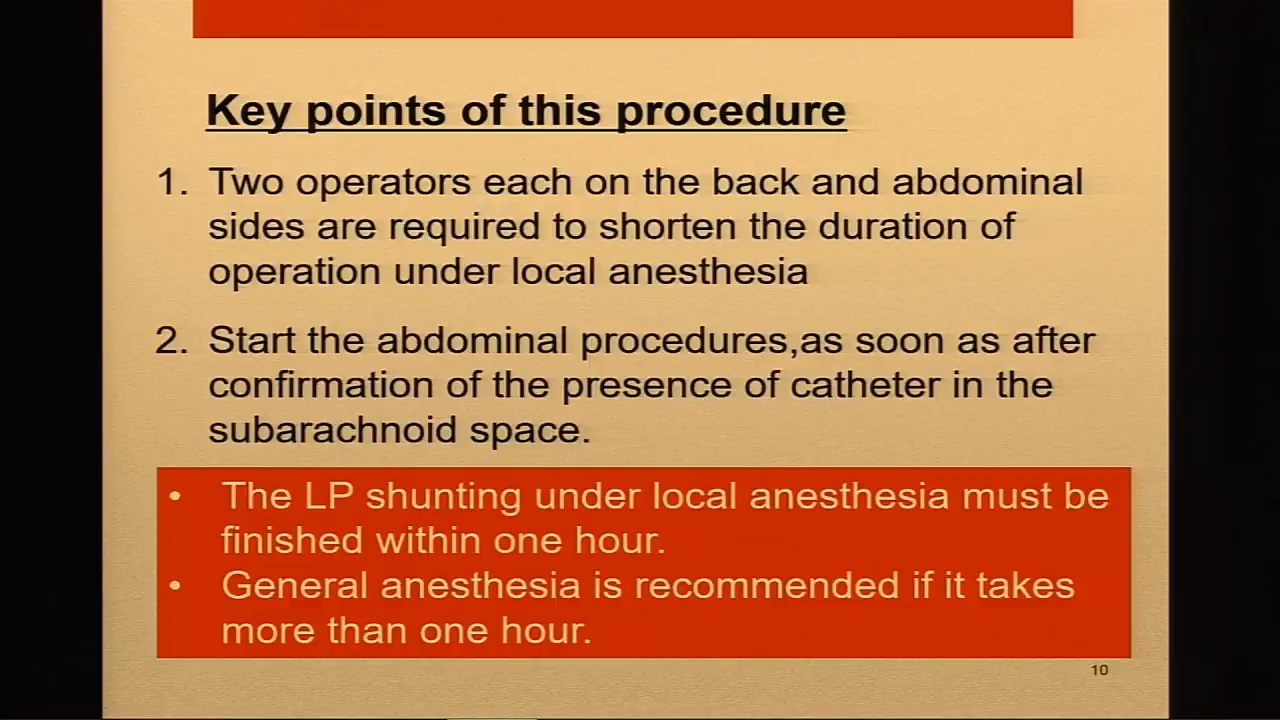 Key points of this procedure
1. Two operators each on the back and abdominal
sides are required to shorten the duration of
operation under local anesthesia
2. Start the abdominal procedures,as soon as after
confirmation of the presence of catheter in the
subarachnoid space.
• The LP shunting under local anesthesia must be
finished within one hour.
• General anesthesia is recommended if it takes
more than one hour.
10